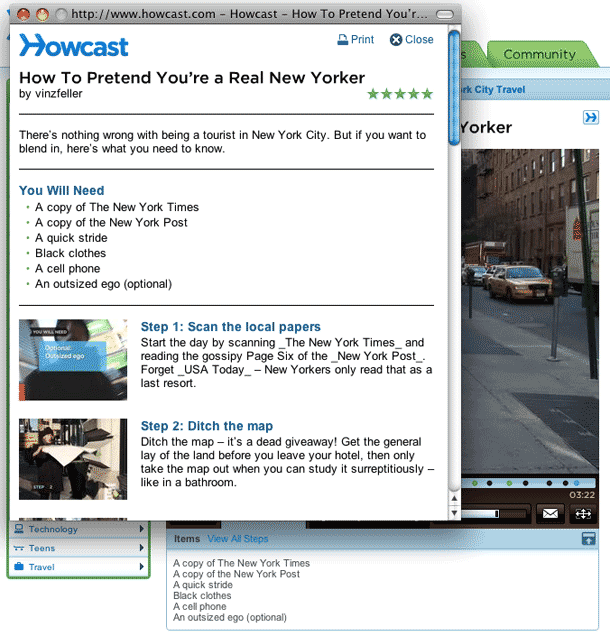 http://www.howcast.com – Howcast – How To Pretend You'r...
Howcast
Print
Close
How To Pretend You're a Real New Yorker
by vinzfeller
There's nothing wrong with being a tourist in New York City. But if you want to
blend in, here's what you need to know.
You Will Need
• A copy of The New York Times
• A copy of the New York Post
• A quick stride
• Black clothes
• A cell phone
• An outsized ego (optional)
YOU WILL NEED
Optional:
Outsized ego
Step 1: Scan the local papers
Start the day by scanning _The New York Times_ and
reading the gossipy Page Six of the _New York Post_.
Forget _USA Today_ – New Yorkers only read that as a
last resort.
STEP 2
Step 2: Ditch the map
Ditch the map – it's a dead giveaway! Get the general
lay of the land before you leave your hotel, then only
take the map out when you can study it surreptitiously –
like in a bathroom.
s
Community
rk City Travel
Yorker
03:22
Technology
Teens
Travel
Items View All Steps
A copy of The New York Times
A copy of the New York Post
A quick stride
Black clothes
A cell phone
An outsized ego (optional)